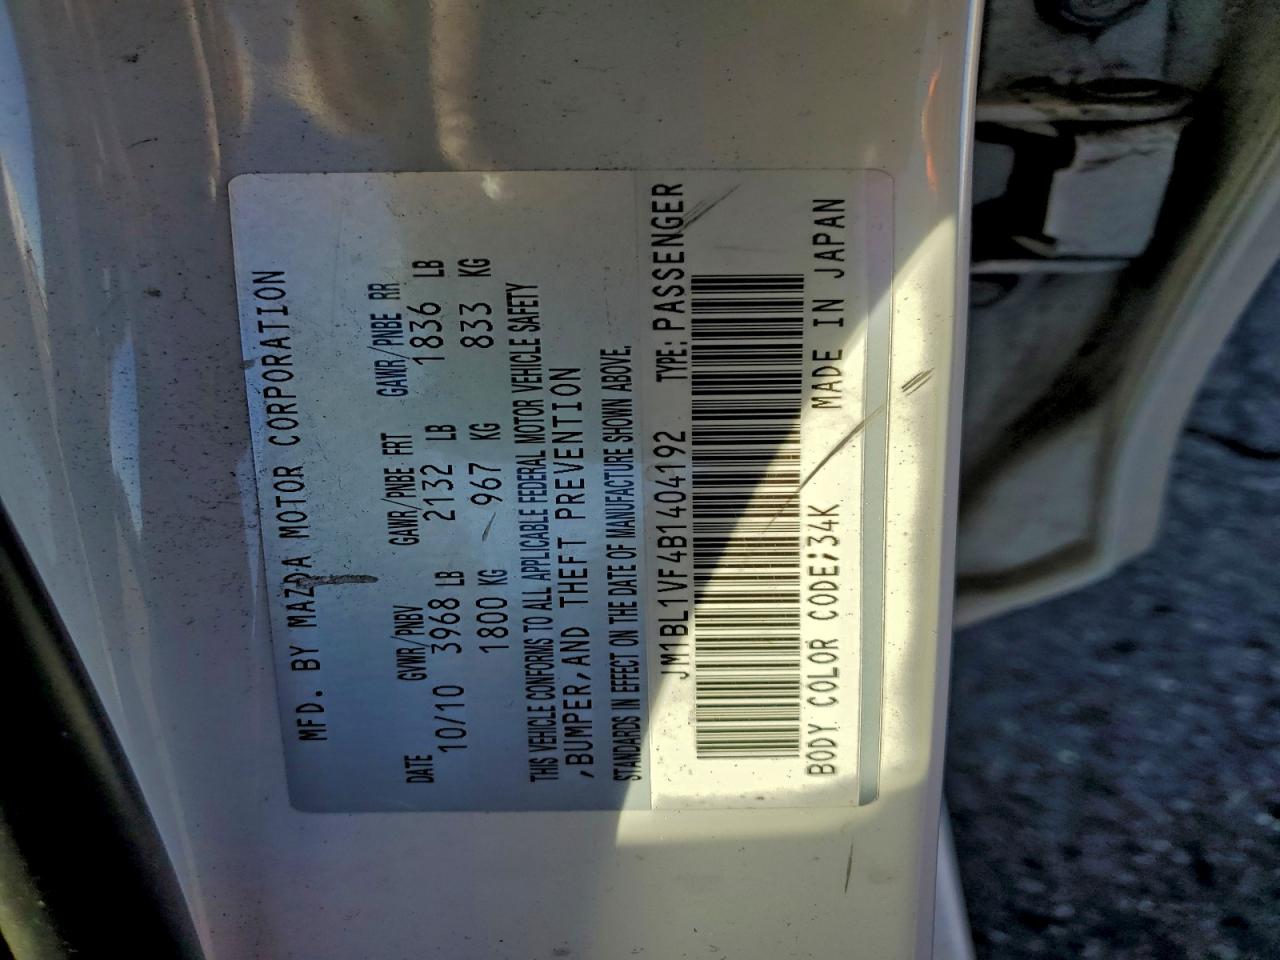 MFD. BY MAZDA MOTOR CORPORATION
DATE GVWR/PNBV GAWR/PNBE FRT GAWR/PNBE RR
10/10 3968 LB 2132 LB 1836 LB
1800 KG 967 KG 833 KG
THIS VEHICLE CONFORMS TO ALL APPLICABLE FEDERAL MOTOR VEHICLE SAFETY
,BUMPER,AND THEFT PREVENTION
STANDARDS IN EFFECT ON THE DATE OF MANUFACTURE SHOWN ABOVE.
JM1BL1VF4B1404192 TYPE: PASSENGER
BODY COLOR CODE;34K MADE IN JAPAN